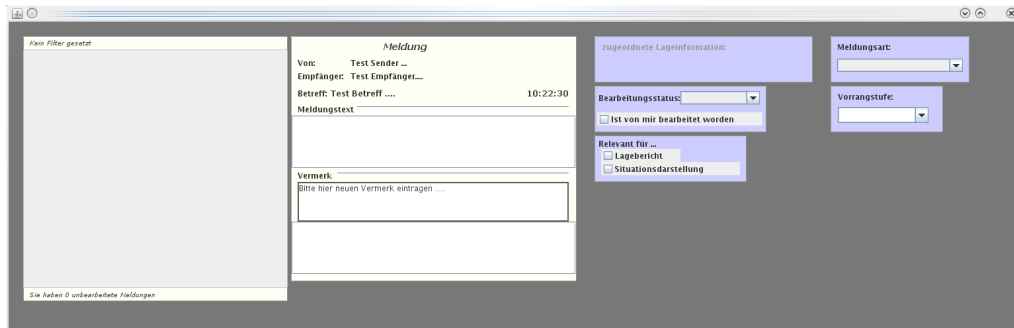 Kein Filter gesetzt
Sie haben 0 unbearbeitete Meldungen
Meldung
Von: Test Sender ...
Empfänger: Test Empfänger....
Betreff: Test Betreff .... 10:22:30
Meldungstext
Vermerk
Bitte hier neuen Vermerk eintragen ....
zugeordnete Lageinformation:
Bearbeitungsstatus:
Ist von mir bearbeitet worden
Relevant für ...
Lagebericht
Situationsdarstellung
Meldungsart:
Vorrangstufe: